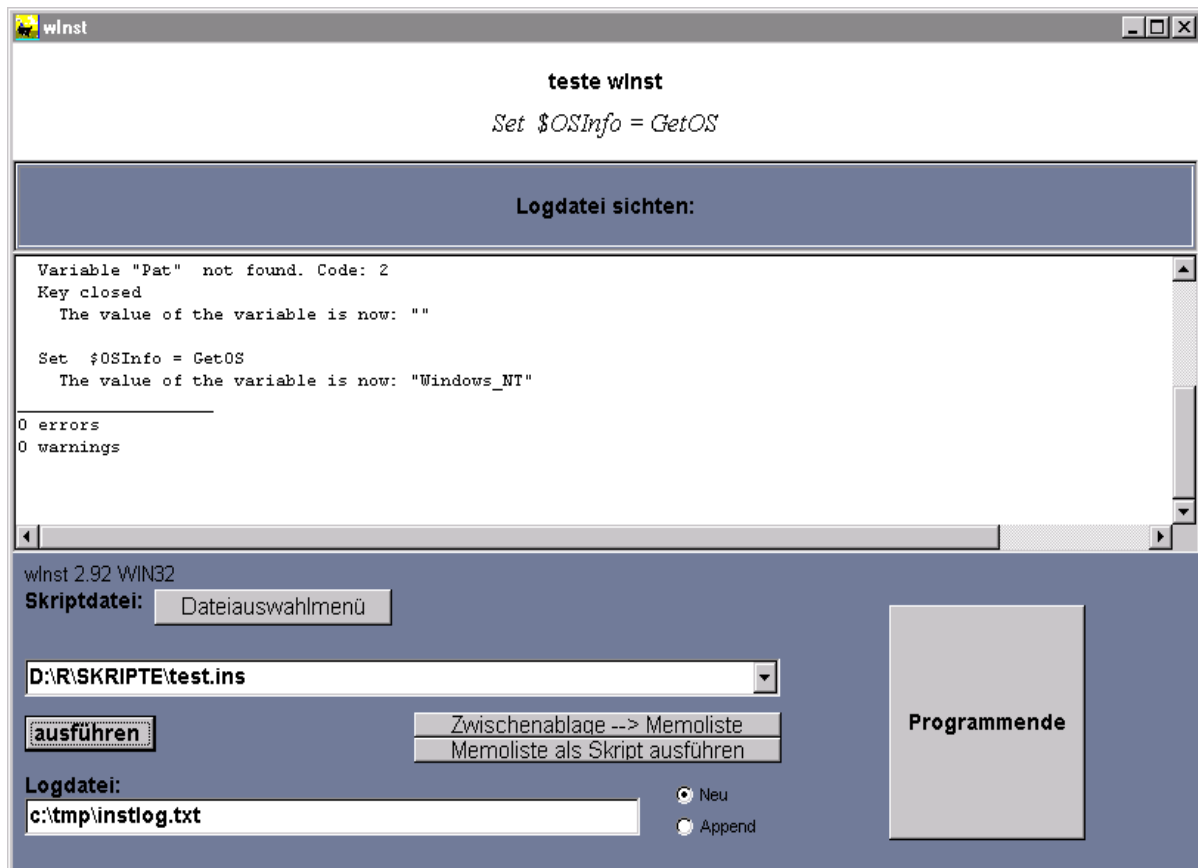 wInst
teste wInst
Set $OSInfo = GetOS
Logdatei sichten:
Variable "Pat"  not found. Code: 2
Key closed
The value of the variable is now: ""
Set  $OSInfo = GetOS
The value of the variable is now: "Windows_NT"
0 errors
0 warnings
wInst 2.92 WIN32
Skriptdatei: Dateiauswahlmenü
D:\R\SKRIPTE\test.ins
ausführen
Zwischenablage --> Memoliste
Memoliste als Skript ausführen
Programmende
Logdatei:
c:\tmp\instlog.txt
Neu
Append